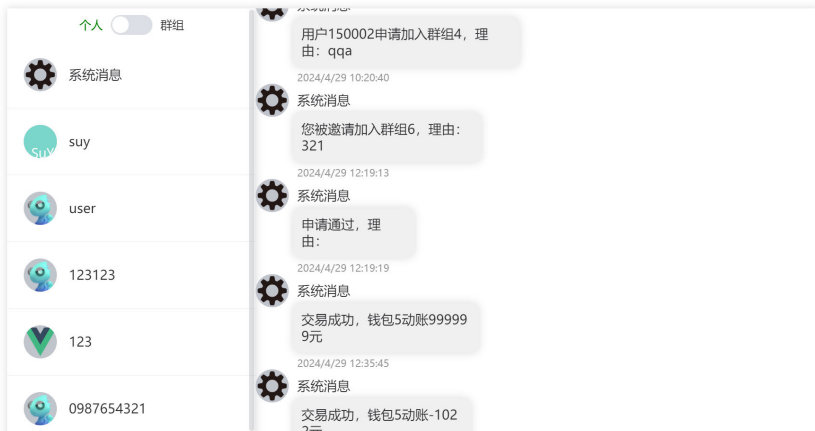 个人 群组
系统消息
suy
SuY
user
123123
123
0987654321
系统消息
用户150002申请加入群组4，理
由：qqa
2024/4/29 10:20:40
系统消息
您被邀请加入群组6，理由：
321
2024/4/29 12:19:13
系统消息
申请通过，理
由：
2024/4/29 12:19:19
系统消息
交易成功，钱包5动账99999
9元
2024/4/29 12:35:45
系统消息
交易成功，钱包5动账-102